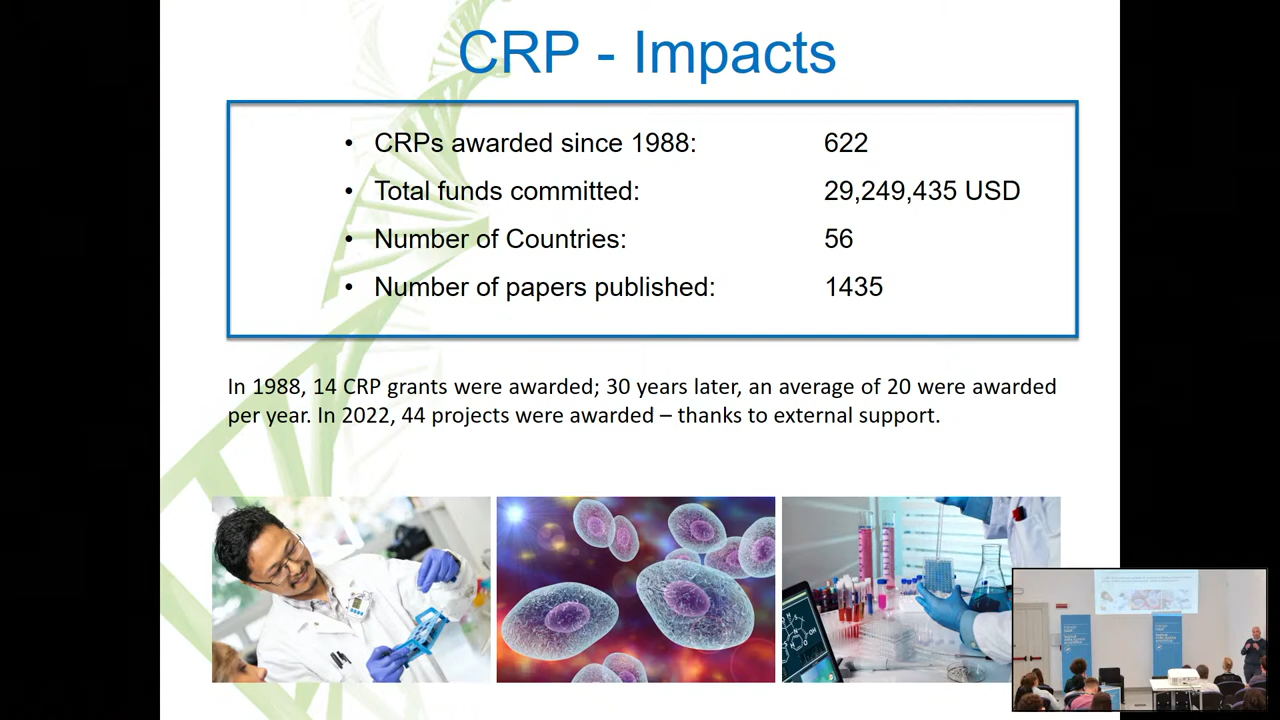 CRP - Impacts
• CRPs awarded since 1988: 622
• Total funds committed: 29,249,435 USD
• Number of Countries: 56
• Number of papers published: 1435
In 1988, 14 CRP grants were awarded; 30 years later, an average of 20 were awarded
per year. In 2022, 44 projects were awarded – thanks to external support.